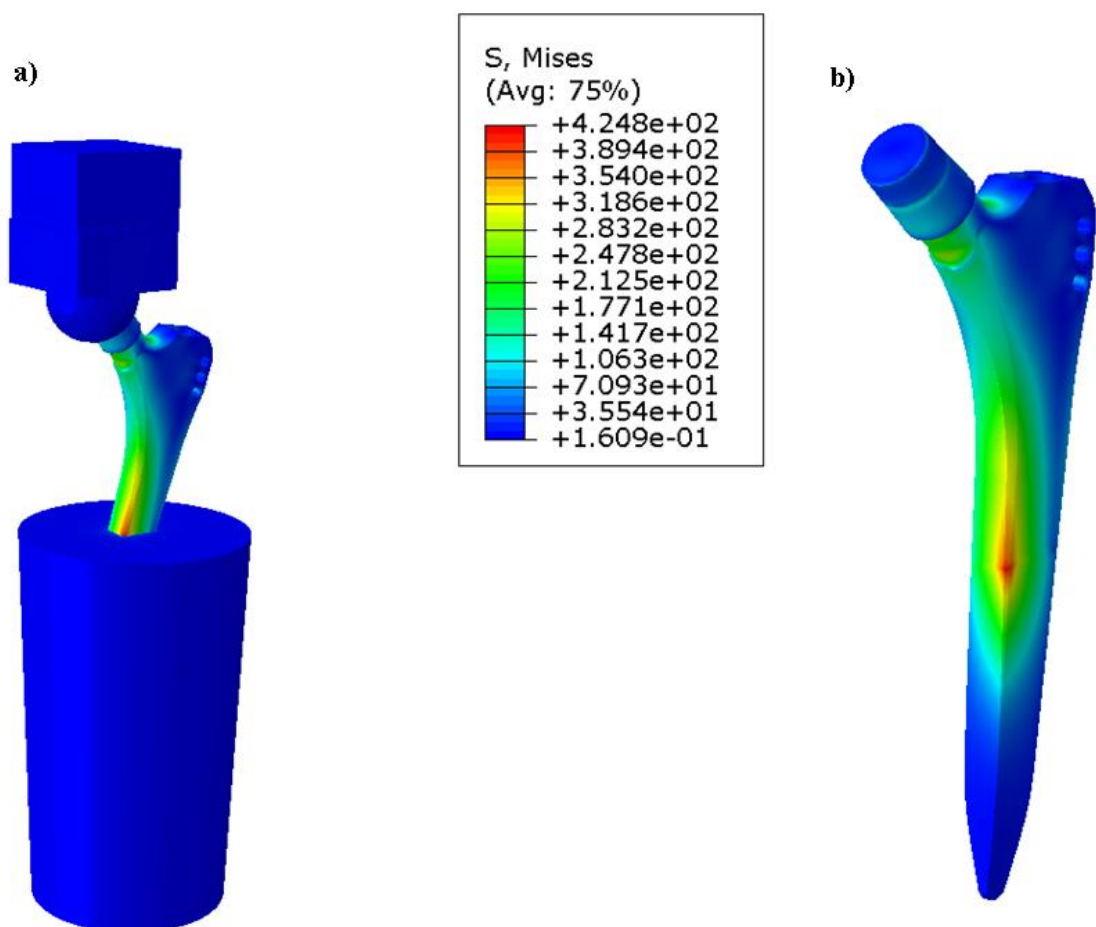 a)
S, Mises
(Avg: 75%)
+4.248e+02
+3.894e+02
+3.540e+02
+3.186e+02
+2.832e+02
+2.478e+02
+2.125e+02
+1.771e+02
+1.417e+02
+1.063e+02
+7.093e+01
+3.554e+01
+1.609e-01
b)